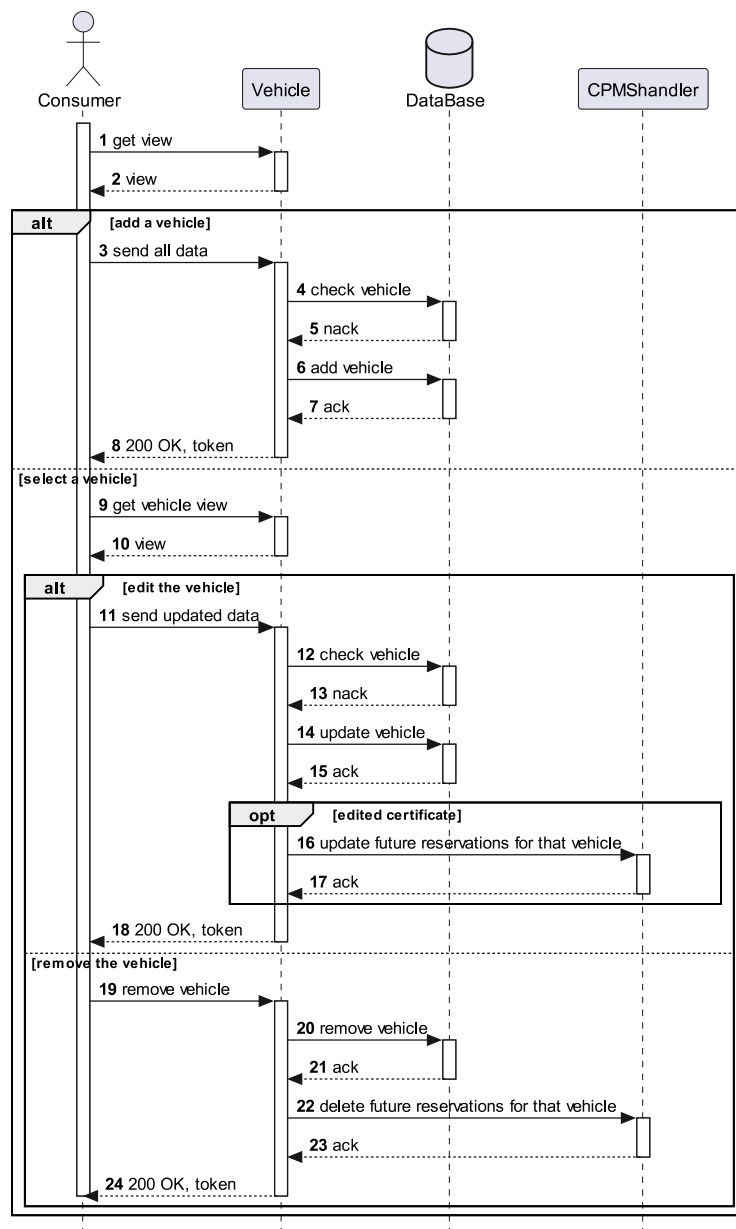 Consumer
Vehicle
DataBase
CPMShandler
1 get view
2 view
alt [add a vehicle]
3 send all data
4 check vehicle
5 nack
6 add vehicle
7 ack
8 200 OK, token
[select a vehicle]
9 get vehicle view
10 view
alt [edit the vehicle]
11 send updated data
12 check vehicle
13 nack
14 update vehicle
15 ack
opt [edited certificate]
16 update future reservations for that vehicle
17 ack
18 200 OK, token
[remove the vehicle]
19 remove vehicle
20 remove vehicle
21 ack
22 delete future reservations for that vehicle
23 ack
24 200 OK, token